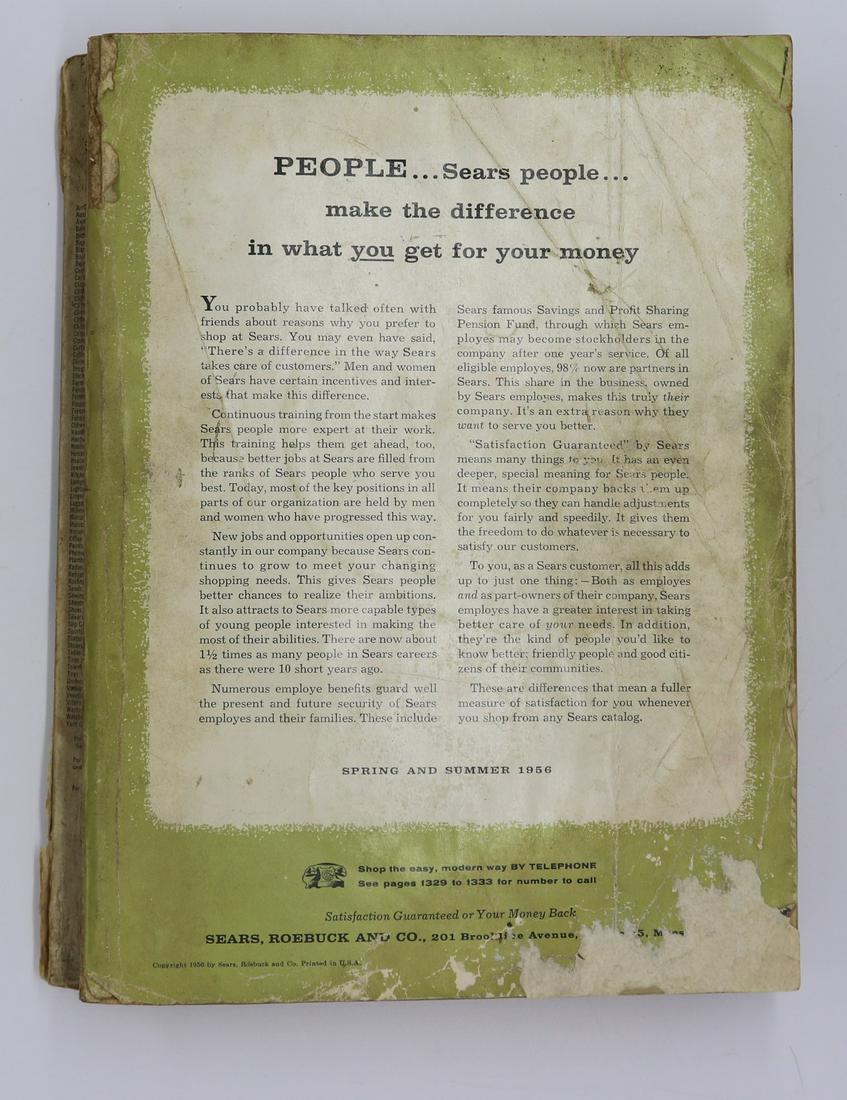 PEOPLE...Sears people...
make the difference
in what you get for your money
You probably have talked often with
friends about reasons why you prefer to
shop at Sears. You may even have said,
"There's a difference in the way Sears
takes care of customers." Men and women
of Sears have certain incentives and inter-
ests that make this difference.
Continuous training from the start makes
Sears people more expert at their work.
This training helps them get ahead, too,
because better jobs at Sears are filled from
the ranks of Sears people who serve you
best. Today, most of the key positions in all
parts of our organization are held by men
and women who have progressed this way.
New jobs and opportunities open up con-
stantly in our company because Sears con-
tinues to grow to meet your changing
shopping needs. This gives Sears people
better chances to realize their ambitions.
It also attracts to Sears more capable types
of young people interested in making the
most of their abilities. There are now about
1½ times as many people in Sears careers
as there were 10 short years ago.
Numerous employe benefits guard well
the present and future security of Sears
employes and their families. These include
Sears famous Savings and Profit Sharing
Pension Fund, through which Sears em-
ployes may become stockholders in the
company after one year's service. Of all
eligible employes, 98% now are partners in
Sears. This share in the business, owned
by Sears employes, makes this truly their
company. It's an extra reason why they
want to serve you better.
"Satisfaction Guaranteed" by Sears
means many things to you. It has an even
deeper, special meaning for Sears people.
It means their company backs them up
completely so they can handle adjustments
for you fairly and speedily. It gives them
the freedom to do whatever is necessary to
satisfy our customers.
To you, as a Sears customer, all this adds
up to just one thing:—Both as employes
and as part-owners of their company, Sears
employes have a greater interest in taking
better care of your needs. In addition,
they're the kind of people you'd like to
know better: friendly people and good citi-
zens of their communities.
These are differences that mean a fuller
measure of satisfaction for you whenever
you shop from any Sears catalog.
SPRING AND SUMMER 1956
Shop the easy, modern way BY TELEPHONE
See pages 1329 to 1333 for number to call
Satisfaction Guaranteed or Your Money Back
SEARS, ROEBUCK AND CO., 201 Avenue,
Copyright 1956 by Sears, Roebuck and Co. Printed in U.S.A.